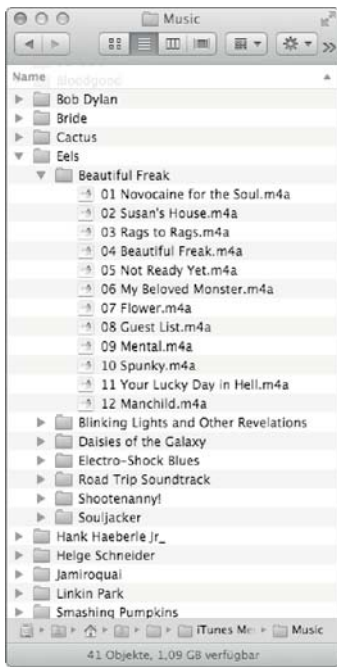 Music
Name
Bloodgood
Bob Dylan
Bride
Cactus
Eels
Beautiful Freak
01 Novocaine for the Soul.m4a
02 Susan's House.m4a
03 Rags to Rags.m4a
04 Beautiful Freak.m4a
05 Not Ready Yet.m4a
06 My Beloved Monster.m4a
07 Flower.m4a
08 Guest List.m4a
09 Mental.m4a
10 Spunky.m4a
11 Your Lucky Day in Hell.m4a
12 Manchild.m4a
Blinking Lights and Other Revelations
Daisies of the Galaxy
Electro-Shock Blues
Road Trip Soundtrack
Shootenanny!
Souljacker
Hank Haeberle Jr_
Helge Schneider
Jamiroquai
Linkin Park
Smashing Pumpkins
iTunes Me Music
41 Objekte, 1,09 GB verfügbar